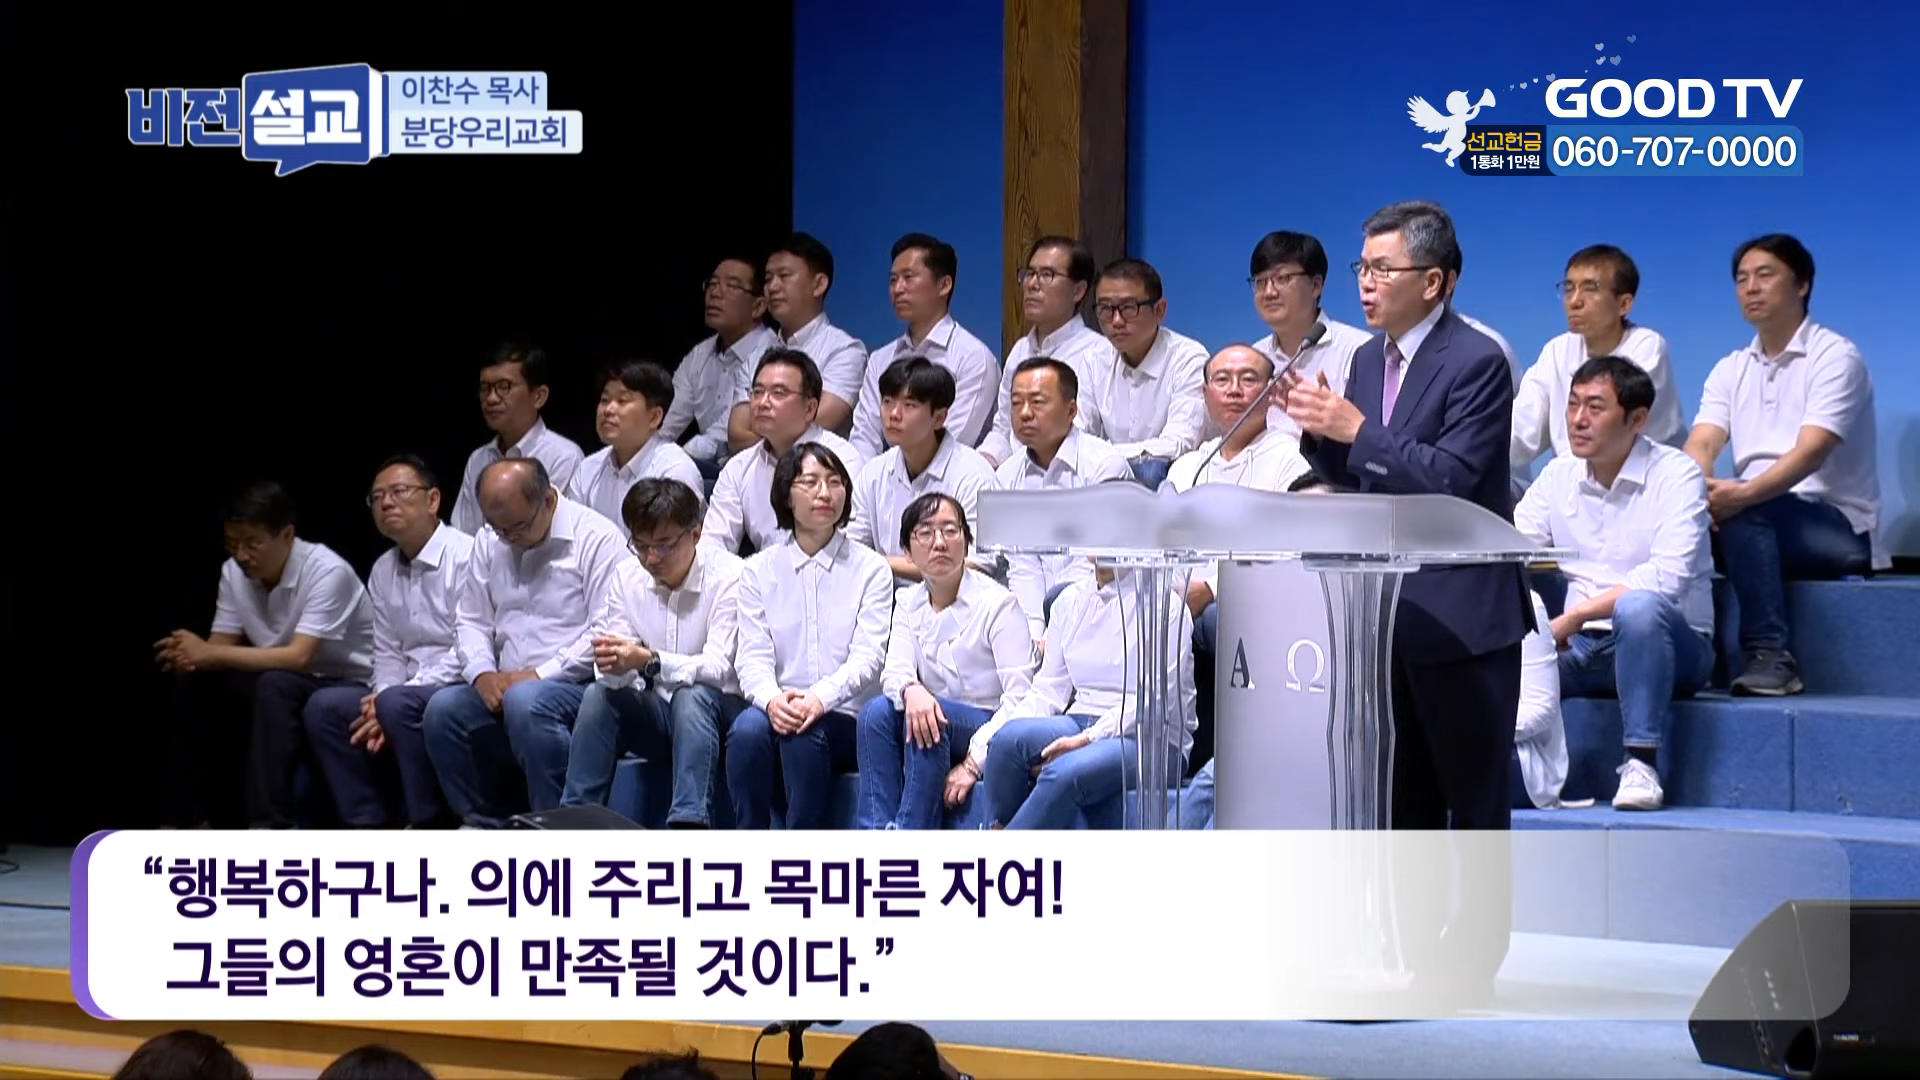 비전설교
이찬수 목사
분당우리교회
GOOD TV
선교헌금
1통화 1만원
060-707-0000
A Ω
“행복하구나. 의에 주리고 목마른 자여!
그들의 영혼이 만족될 것이다.”